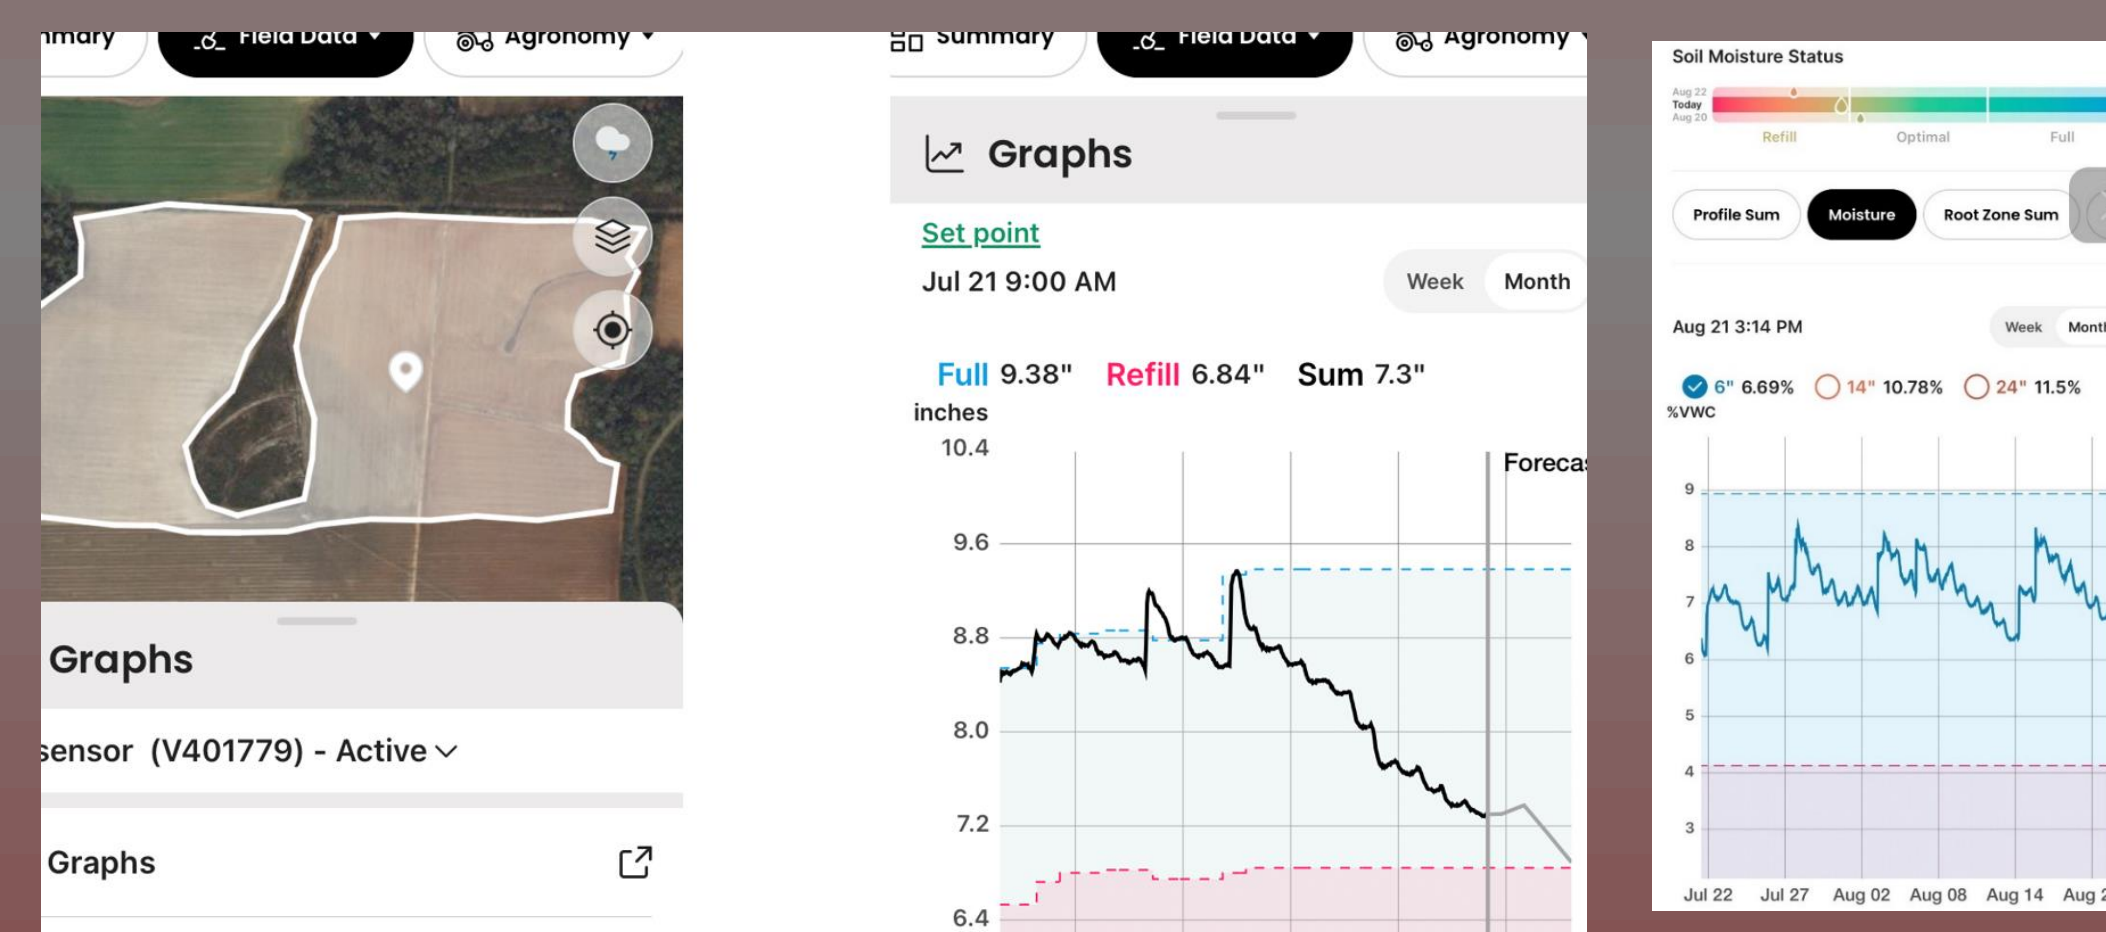 Field Data
Agronomy
Graphs
sensor (V401779) - Active
Graphs
Summary
Field Data
Agronomy
Graphs
Set point
Jul 21 9:00 AM
Week
Month
Full 9.38" Refill 6.84" Sum 7.3"
inches
10.4
Foreca
9.6
8.8
8.0
7.2
6.4
Soil Moisture Status
Aug 22
Today
Aug 20
Refill
Optimal
Full
Profile Sum
Moisture
Root Zone Sum
Aug 21 3:14 PM
Week
Month
6" 6.69% 14" 10.78% 24" 11.5%
%VWC
9
8
7
6
5
4
3
Jul 22 Jul 27 Aug 02 Aug 08 Aug 14 Aug 2